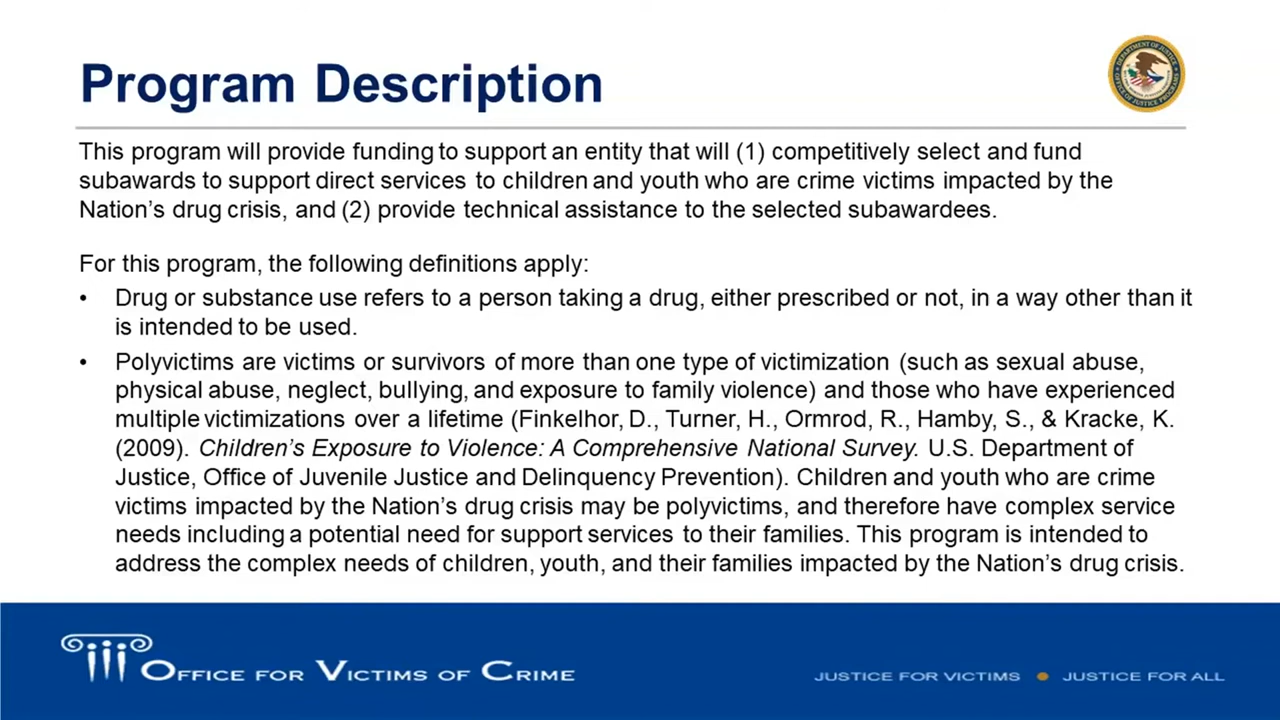 Program Description
This program will provide funding to support an entity that will (1) competitively select and fund
subawards to support direct services to children and youth who are crime victims impacted by the
Nation’s drug crisis, and (2) provide technical assistance to the selected subawardees.
For this program, the following definitions apply:
• Drug or substance use refers to a person taking a drug, either prescribed or not, in a way other than it
is intended to be used.
• Polyvictims are victims or survivors of more than one type of victimization (such as sexual abuse,
physical abuse, neglect, bullying, and exposure to family violence) and those who have experienced
multiple victimizations over a lifetime (Finkelhor, D., Turner, H., Ormrod, R., Hamby, S., & Kracke, K.
(2009). Children’s Exposure to Violence: A Comprehensive National Survey. U.S. Department of
Justice, Office of Juvenile Justice and Delinquency Prevention). Children and youth who are crime
victims impacted by the Nation’s drug crisis may be polyvictims, and therefore have complex service
needs including a potential need for support services to their families. This program is intended to
address the complex needs of children, youth, and their families impacted by the Nation’s drug crisis.
OFFICE FOR VICTIMS OF CRIME
JUSTICE FOR VICTIMS • JUSTICE FOR ALL